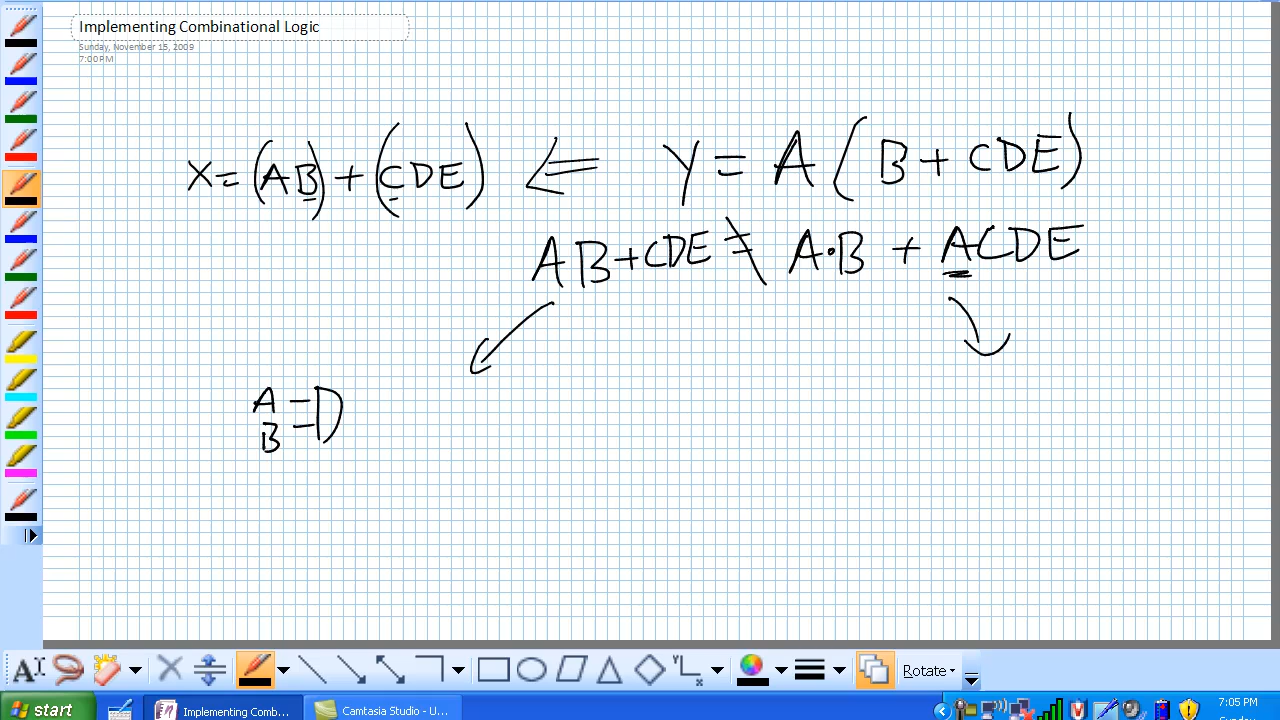 Implementing Combinational Logic
Sunday, November 15, 2009
7:00 PM
X = (AB) + (CDE) ⇐ Y = A(B + CDE)
AB + CDE ≠ A·B + ACDE
A
B
Rotate
start
Implementing Comb...
Camtasia Studio - U...
7:05 PM
Sunday